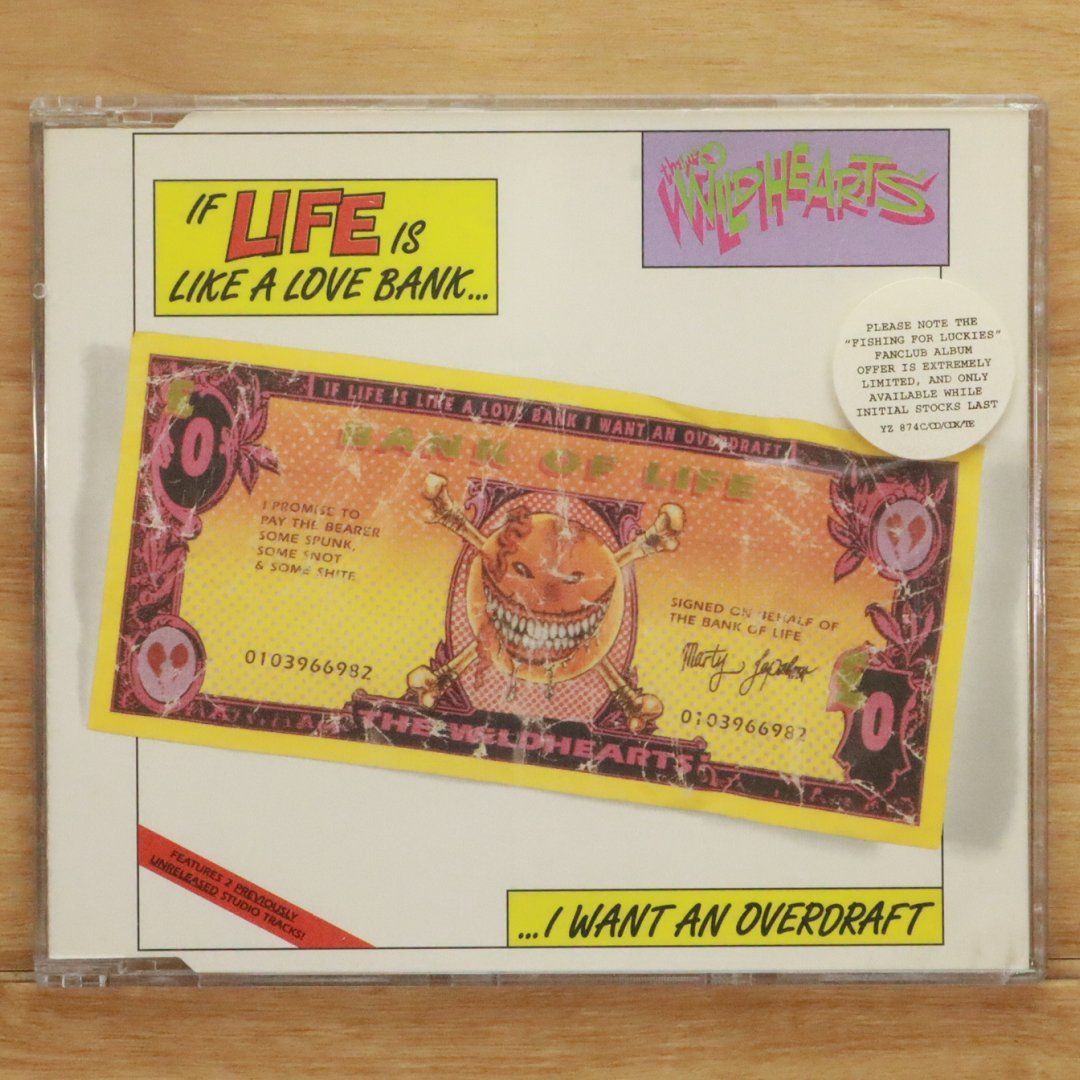 IF LIFE IS
LIKE A LOVE BANK...
the WiLDHEARTS
PLEASE NOTE THE
"FISHING FOR LUCKIES"
FANCLUB ALBUM
OFFER IS EXTREMELY
LIMITED, AND ONLY
AVAILABLE WHILE
INITIAL STOCKS LAST
YZ 874C/CD/CDX/TE
IF LIFE IS LIKE A LOVE BANK I WANT AN OVERDRAFT
£
0
BANK OF LIFE
I PROMISE TO
PAY THE BEARER
SOME SPUNK,
SOME SNOT
& SOME SHITE
SIGNED ON BEHALF OF
THE BANK OF LIFE
Marty
0103966982
0103966982
£
0
THE WILDHEARTS
FEATURES 2 PREVIOUSLY
UNRELEASED STUDIO TRACKS!
...I WANT AN OVERDRAFT